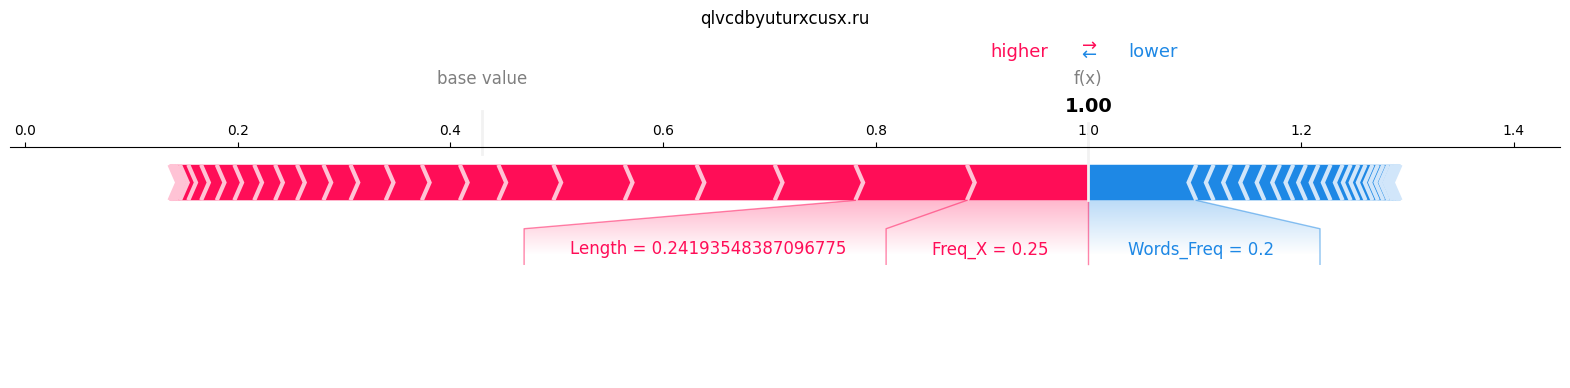 qlvcdbyuturxcusx.ru
higher → ← lower
base value f(x)
1.00
0.0 0.2 0.4 0.6 0.8 1.0 1.2 1.4
Length = 0.24193548387096775 Freq_X = 0.25 Words_Freq = 0.2